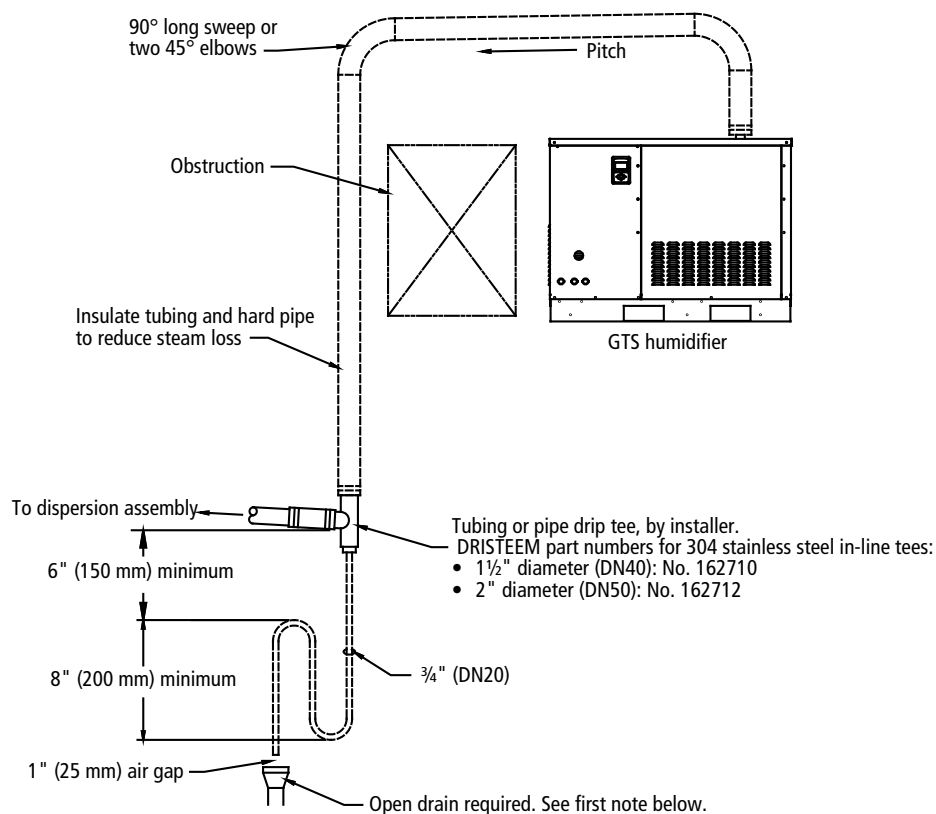 90° long sweep or
two 45° elbows
Pitch
Obstruction
Insulate tubing and hard pipe
to reduce steam loss
GTS humidifier
To dispersion assembly
Tubing or pipe drip tee, by installer.
DRISTEEM part numbers for 304 stainless steel in-line tees:
• 1½" diameter (DN40): No. 162710
• 2" diameter (DN50): No. 162712
6" (150 mm) minimum
¾" (DN20)
8" (200 mm) minimum
1" (25 mm) air gap
Open drain required. See first note below.